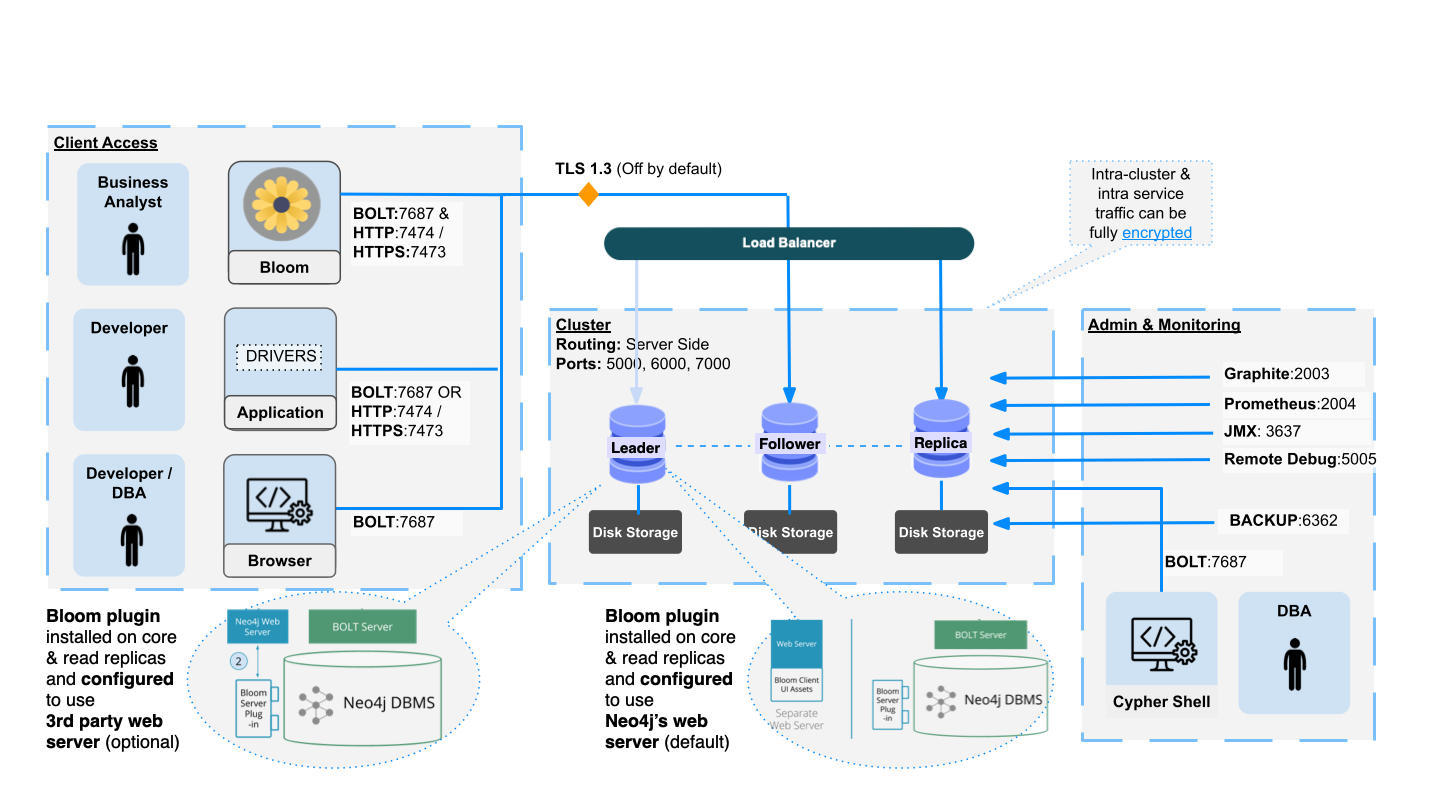 Client Access
Business
Analyst
Bloom
BOLT:7687 &
HTTP:7474 /
HTTPS:7473
Developer
DRIVERS
Application
BOLT:7687 OR
HTTP:7474 /
HTTPS:7473
Developer /
DBA
Browser
BOLT:7687
TLS 1.3 (Off by default)
Load Balancer
Intra-cluster &
intra service
traffic can be
fully encrypted
Cluster
Routing: Server Side
Ports: 5000, 6000, 7000
Leader
Follower
Replica
Disk Storage
Disk Storage
Disk Storage
Admin & Monitoring
Graphite:2003
Prometheus:2004
JMX: 3637
Remote Debug:5005
BACKUP:6362
BOLT:7687
Cypher Shell
DBA
Bloom plugin
installed on core
& read replicas
and configured
to use
3rd party web
server (optional)
Neo4j Web
Server
BOLT Server
2
Bloom
Server
Plug
-in
Neo4j DBMS
Bloom plugin
installed on core
& read replicas
and configured
to use
Neo4j's web
server (default)
Web Server
Bloom Client
UI Assets
Separate
Web Server
BOLT Server
Bloom
Server
Plug
-in
Neo4j DBMS